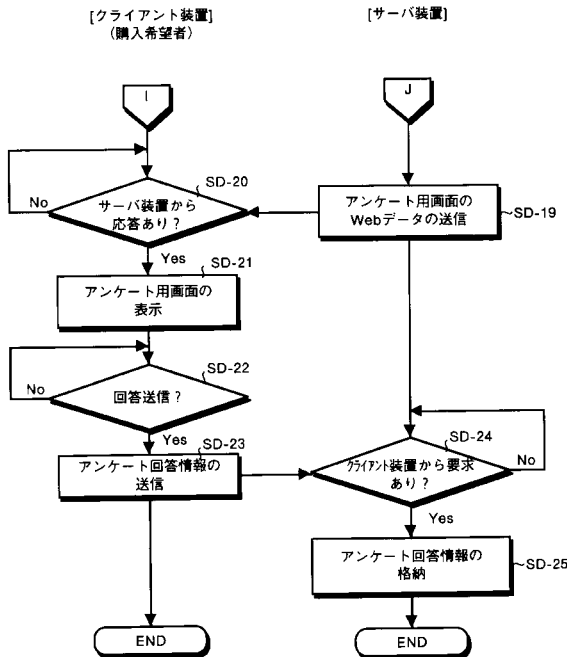 [クライアント装置]
(購入希望者)
[サーバ装置]
I
J
SD-20
サーバ装置から
応答あり?
No
Yes
アンケート用画面の
Webデータの送信
SD-19
SD-21
アンケート用画面の
表示
SD-22
回答送信?
No
Yes
SD-23
アンケート回答情報の
送信
SD-24
クライアント装置から要求
あり?
No
Yes
アンケート回答情報の
格納
SD-25
END
END